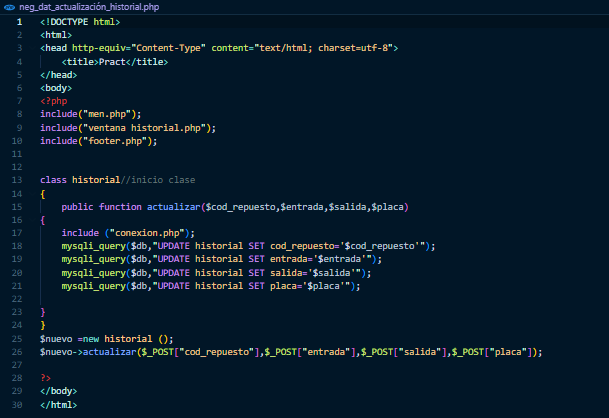 neg_dat_actualización_historial.php
1 <!DOCTYPE html>
2 <html>
3 <head http-equiv="Content-Type" content="text/html; charset=utf-8">
4 <title>Pract</title>
5 </head>
6 <body>
7 <?php
8 include("men.php");
9 include("ventana historial.php");
10 include("footer.php");
11
12
13 class historial//inicio clase
14 {
15 public function actualizar($cod_repuesto,$entrada,$salida,$placa)
16 {
17 include ("conexion.php");
18 mysqli_query($db,"UPDATE historial SET cod_repuesto='$cod_repuesto'");
19 mysqli_query($db,"UPDATE historial SET entrada='$entrada'");
20 mysqli_query($db,"UPDATE historial SET salida='$salida'");
21 mysqli_query($db,"UPDATE historial SET placa='$placa'");
22
23 }
24 }
25 $nuevo =new historial ();
26 $nuevo->actualizar($_POST["cod_repuesto"],$_POST["entrada"],$_POST["salida"],$_POST["placa"]);
27
28 ?>
29 </body>
30 </html>